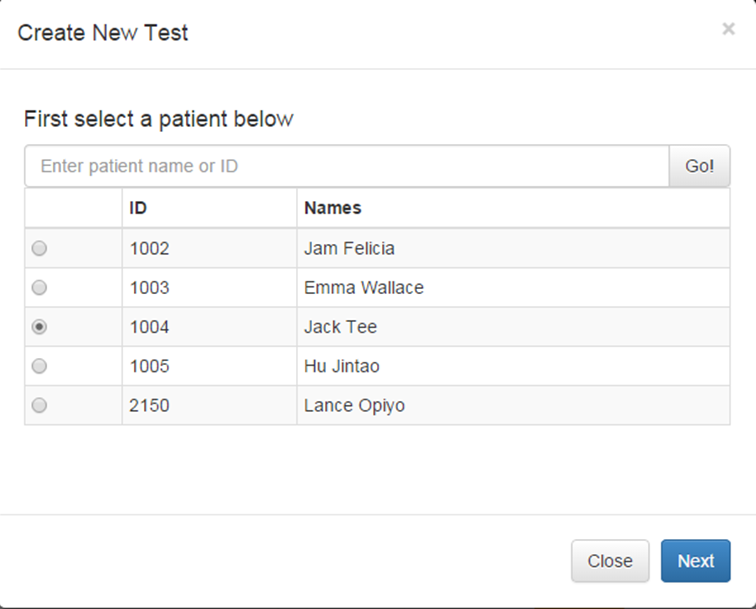 Create New Test ×
First select a patient below
Enter patient name or ID Go!
ID Names
1002 Jam Felicia
1003 Emma Wallace
1004 Jack Tee
1005 Hu Jintao
2150 Lance Opiyo
Close Next